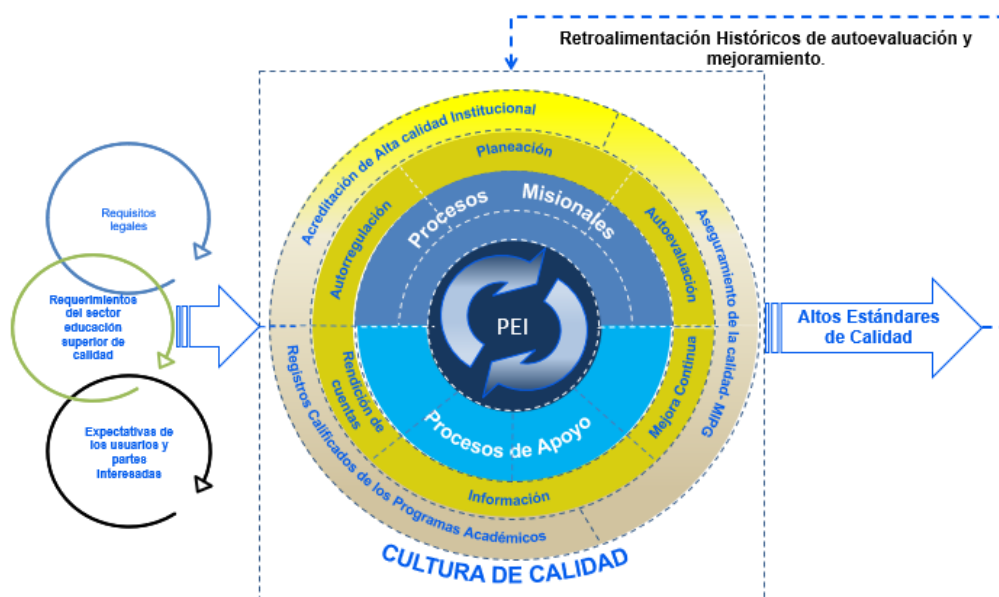 Retroalimentación Históricos de autoevaluación y
mejoramiento.
Requisitos
legales
Requerimientos
del sector
educación
superior de
calidad
Expectativas de
los usuarios y
partes
interesadas
Acreditación de Alta calidad Institucional
Aseguramiento de la calidad- MIPG
Registros Calificados de los Programas Académicos
Planeación
Autorregulación
Autoevaluación
Rendición de
cuentas
Mejora Continua
Información
Procesos Misionales
PEI
Procesos de Apoyo
CULTURA DE CALIDAD
Altos Estándares
de Calidad